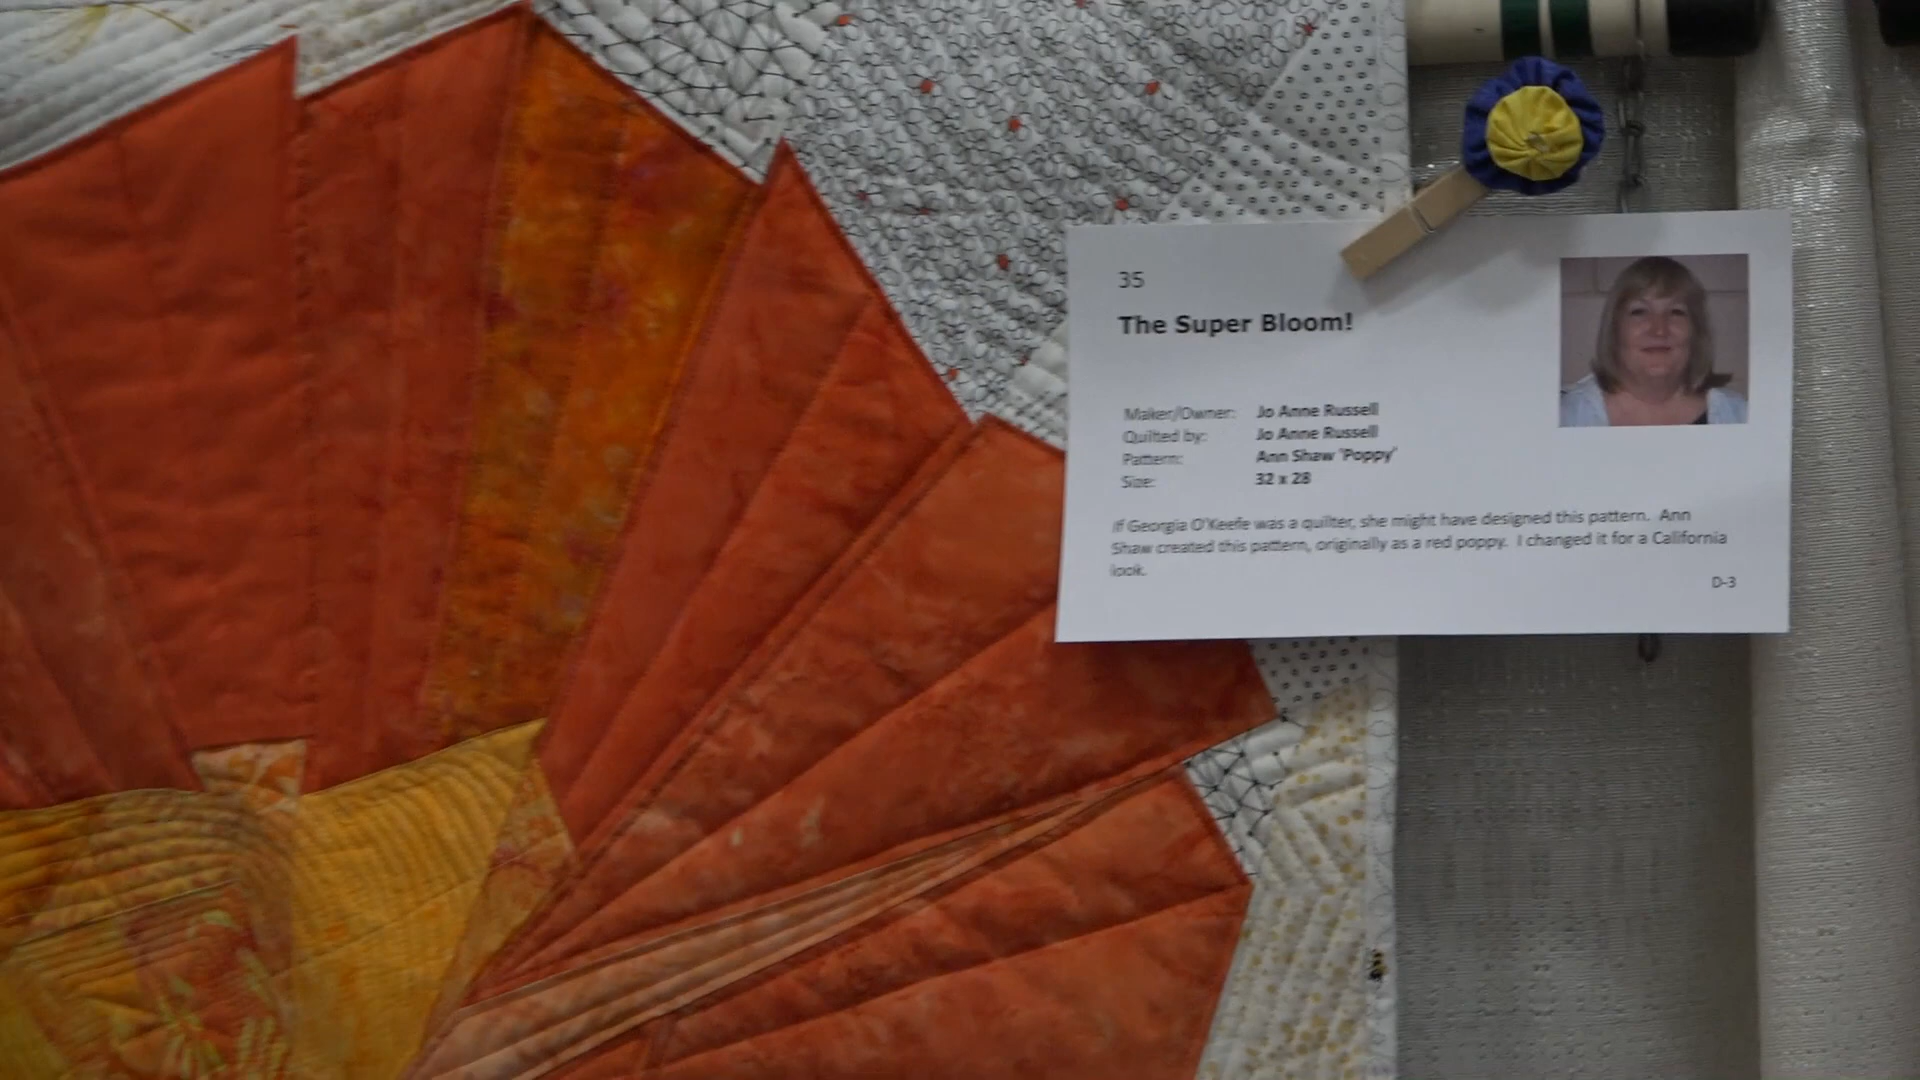 35
The Super Bloom!
Maker/Owner: Jo Anne Russell
Quilted by: Jo Anne Russell
Pattern: Ann Shaw 'Poppy'
Size: 32 x 28
If Georgia O'Keefe was a quilter, she might have designed this pattern. Ann
Shaw created this pattern, originally as a red poppy. I changed it for a California
look.
D-3